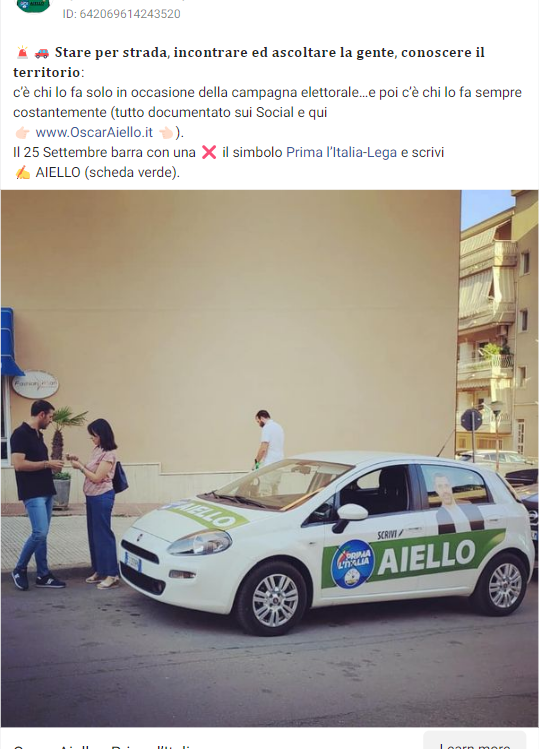 ID: 642069614243520
🚨 🚙 Stare per strada, incontrare ed ascoltare la gente, conoscere il
territorio:
c'è chi lo fa solo in occasione della campagna elettorale...e poi c'è chi lo fa sempre
costantemente (tutto documentato sui Social e qui
👉🏻 www.OscarAiello.it 👈🏻 ).
Il 25 Settembre barra con una ❌ il simbolo Prima l'Italia-Lega e scrivi
✍️ AIELLO (scheda verde).
AIELLO
SCRIVI
PRIMA
L'ITALIA
AIELLO
Learn more